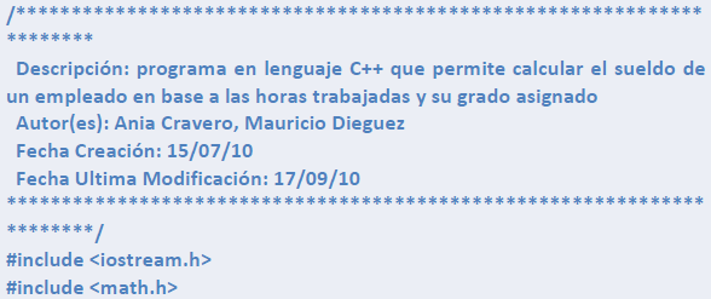 /***************************************************************
********
Descripción: programa en lenguaje C++ que permite calcular el sueldo de
un empleado en base a las horas trabajadas y su grado asignado
Autor(es): Ania Cravero, Mauricio Dieguez
Fecha Creación: 15/07/10
Fecha Ultima Modificación: 17/09/10
****************************************************************
********/
#include <iostream.h>
#include <math.h>